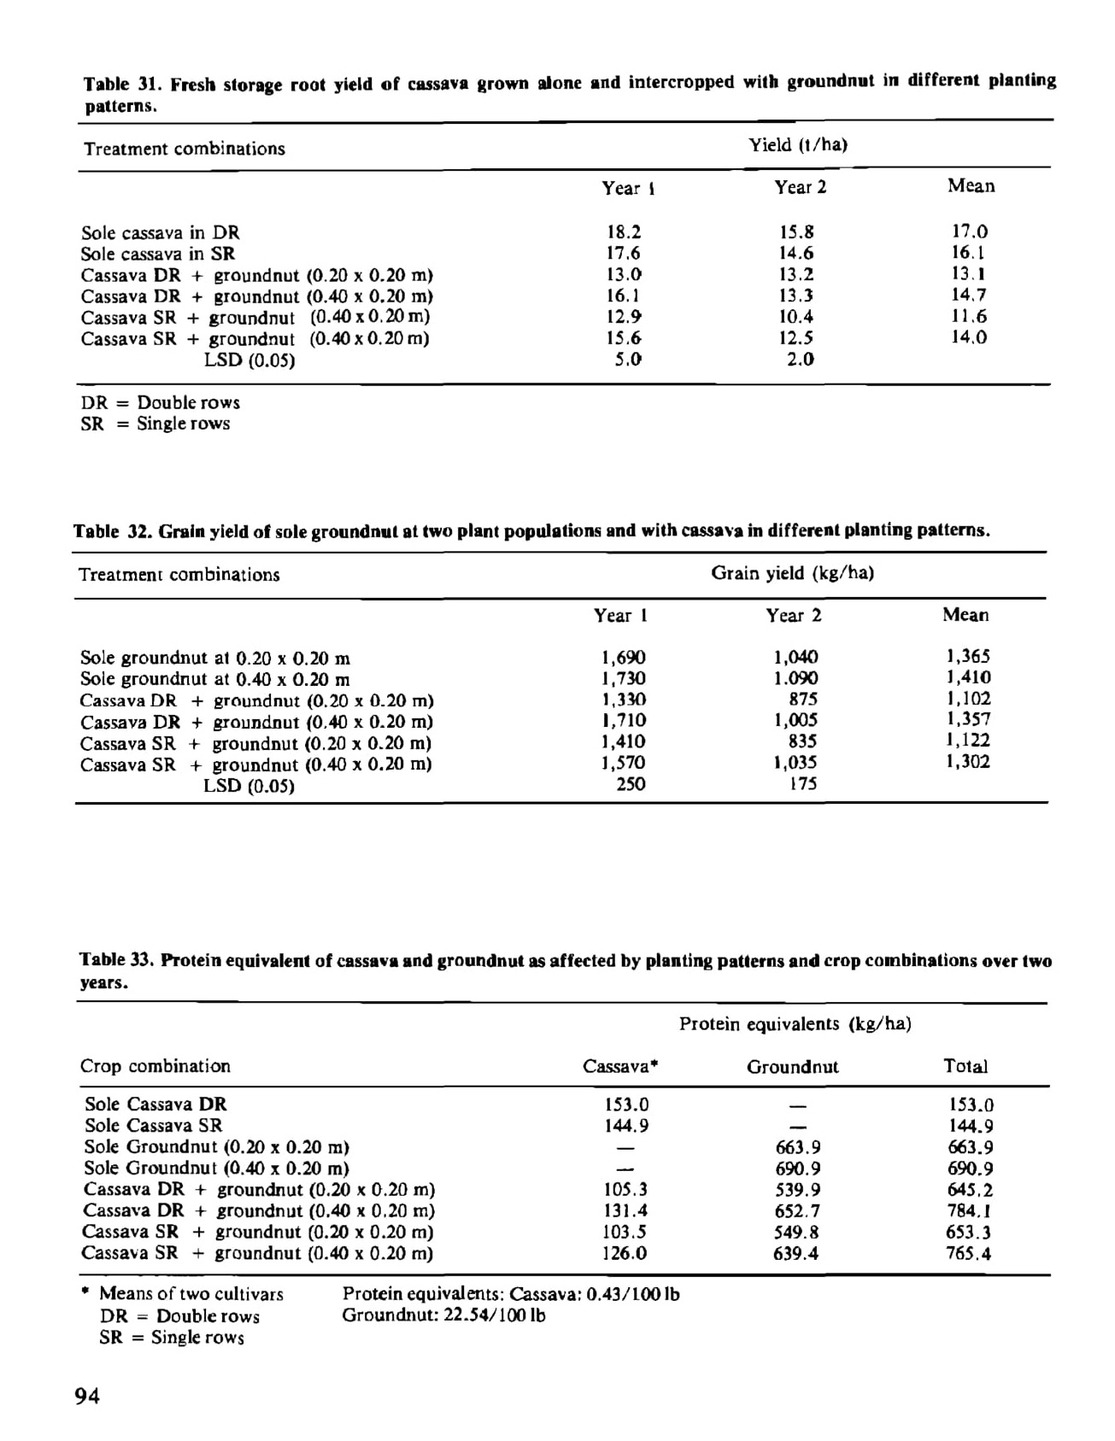 Table 31. Fresh storage root yield of cassava grown alone and intercropped with groundnut in different planting
patterns.
Treatment combinations Yield (t/ha)
Year 1 Year 2 Mean
Sole cassava in DR 18.2 15.8 17.0
Sole cassava in SR 17.6 14.6 16.1
Cassava DR + groundnut (0.20 x 0.20 m) 13.0 13.2 13.1
Cassava DR + groundnut (0.40 x 0.20 m) 16.1 13.3 14.7
Cassava SR + groundnut (0.40 x 0.20 m) 12.9 10.4 11.6
Cassava SR + groundnut (0.40 x 0.20 m) 15.6 12.5 14.0
LSD (0.05) 5.0 2.0
DR = Double rows
SR = Single rows
Table 32. Grain yield of sole groundnut at two plant populations and with cassava in different planting patterns.
Treatment combinations Grain yield (kg/ha)
Year 1 Year 2 Mean
Sole groundnut at 0.20 x 0.20 m 1,690 1,040 1,365
Sole groundnut at 0.40 x 0.20 m 1,730 1.090 1,410
Cassava DR + groundnut (0.20 x 0.20 m) 1,330 875 1,102
Cassava DR + groundnut (0.40 x 0.20 m) 1,710 1,005 1,357
Cassava SR + groundnut (0.20 x 0.20 m) 1,410 835 1,122
Cassava SR + groundnut (0.40 x 0.20 m) 1,570 1,035 1,302
LSD (0.05) 250 175
Table 33. Protein equivalent of cassava and groundnut as affected by planting patterns and crop combinations over two
years.
Protein equivalents (kg/ha)
Crop combination Cassava* Groundnut Total
Sole Cassava DR 153.0 — 153.0
Sole Cassava SR 144.9 — 144.9
Sole Groundnut (0.20 x 0.20 m) — 663.9 663.9
Sole Groundnut (0.40 x 0.20 m) — 690.9 690.9
Cassava DR + groundnut (0.20 x 0.20 m) 105.3 539.9 645.2
Cassava DR + groundnut (0.40 x 0.20 m) 131.4 652.7 784.1
Cassava SR + groundnut (0.20 x 0.20 m) 103.5 549.8 653.3
Cassava SR + groundnut (0.40 x 0.20 m) 126.0 639.4 765.4
* Means of two cultivars Protein equivalents: Cassava: 0.43/100 lb
DR = Double rows Groundnut: 22.54/100 lb
SR = Single rows
94